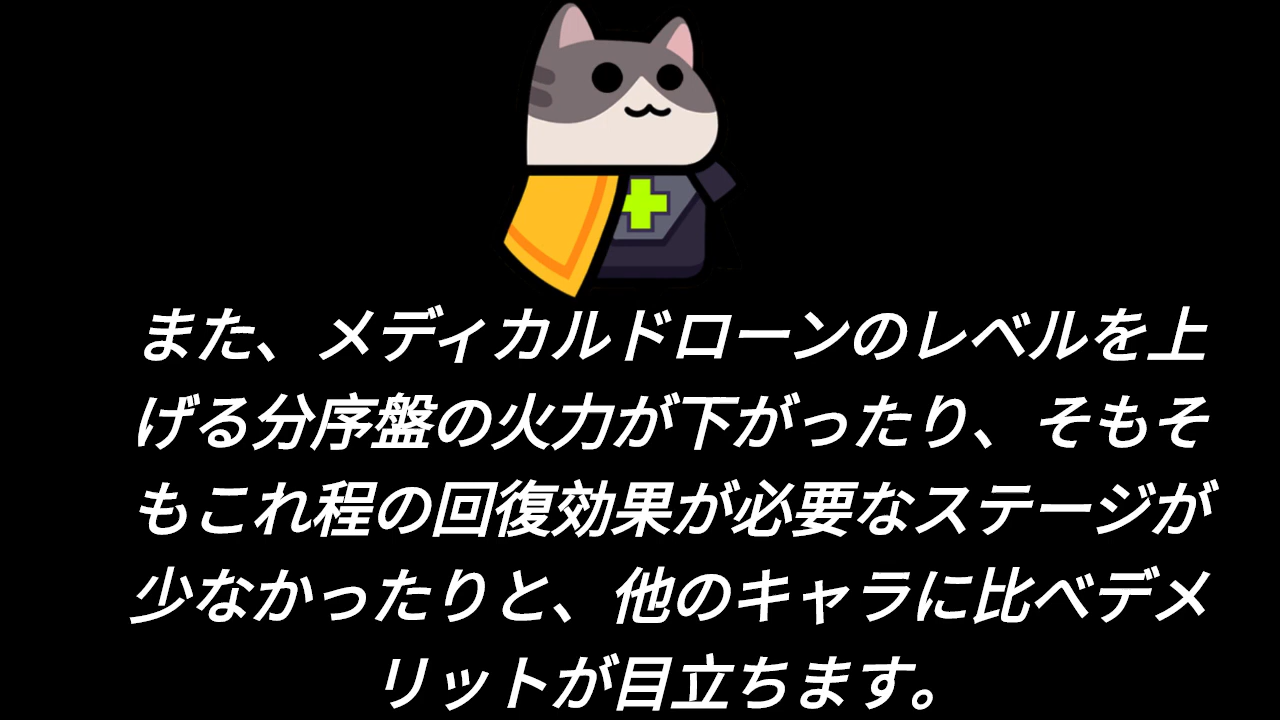 また、メディカルドローンのレベルを上
げる分序盤の火力が下がったり、そもそ
もこれ程の回復効果が必要なステージが
少なかったりと、他のキャラに比べデメ
リットが目立ちます。